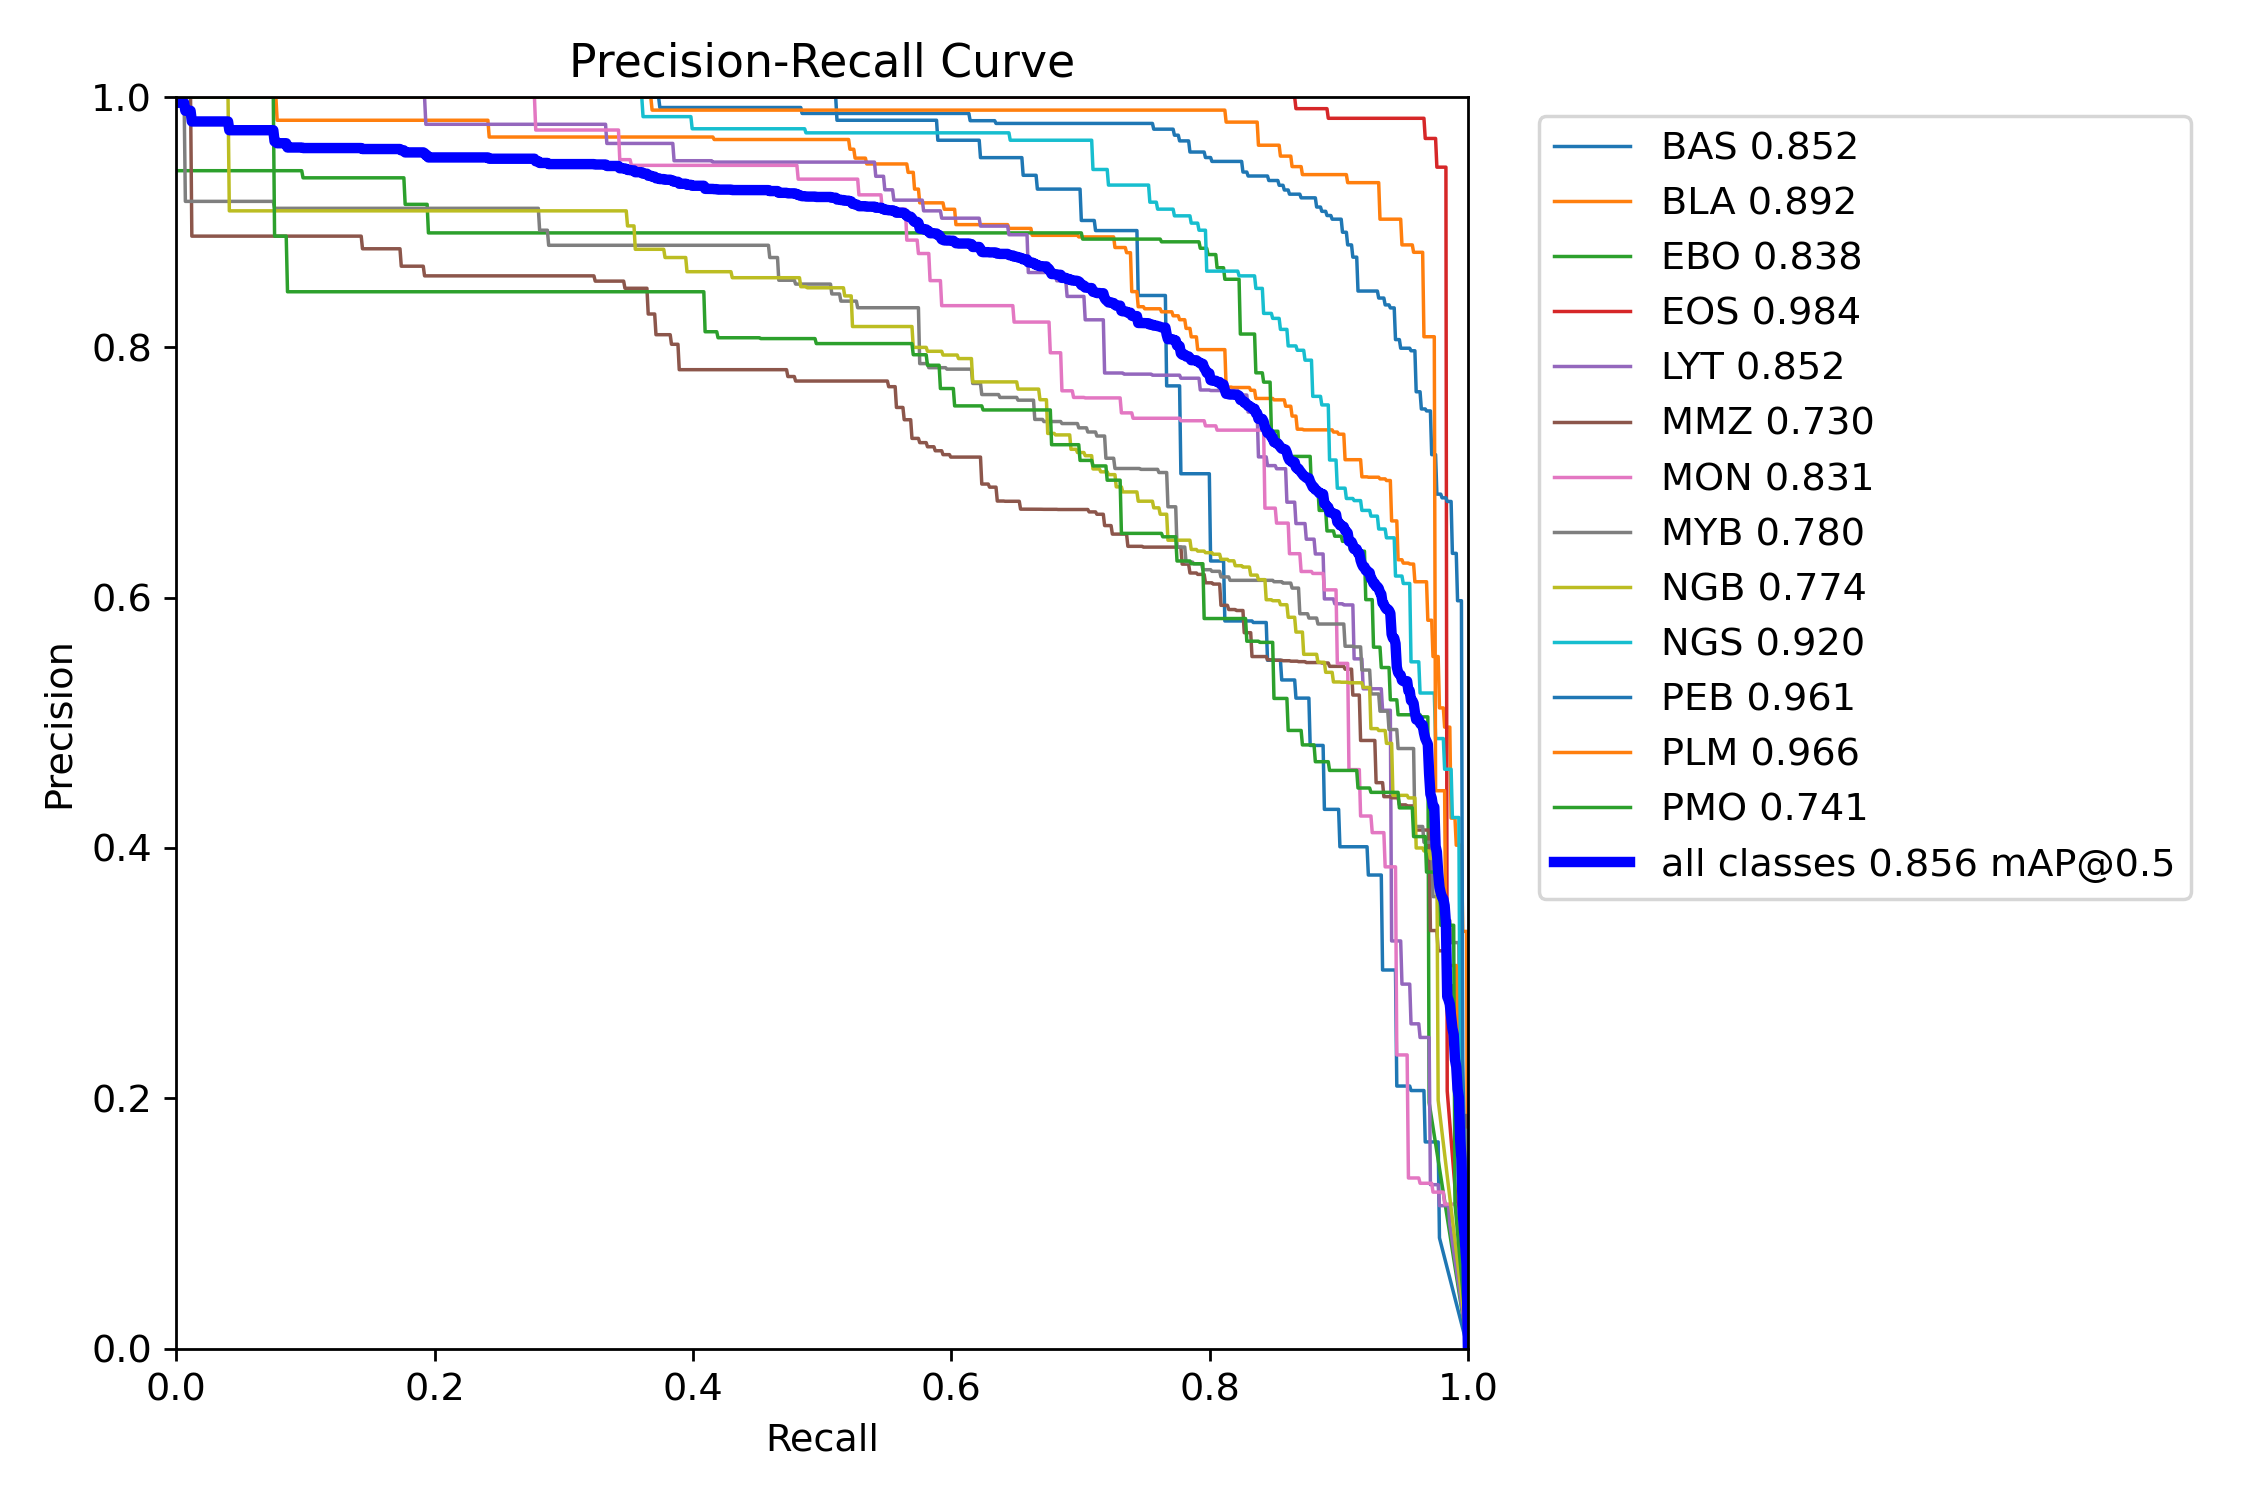 Precision-Recall Curve
1.0
0.8
0.6
0.4
0.2
0.0
Precision
0.0 0.2 0.4 0.6 0.8 1.0
Recall
BAS 0.852
BLA 0.892
EBO 0.838
EOS 0.984
LYT 0.852
MMZ 0.730
MON 0.831
MYB 0.780
NGB 0.774
NGS 0.920
PEB 0.961
PLM 0.966
PMO 0.741
all classes 0.856 mAP@0.5